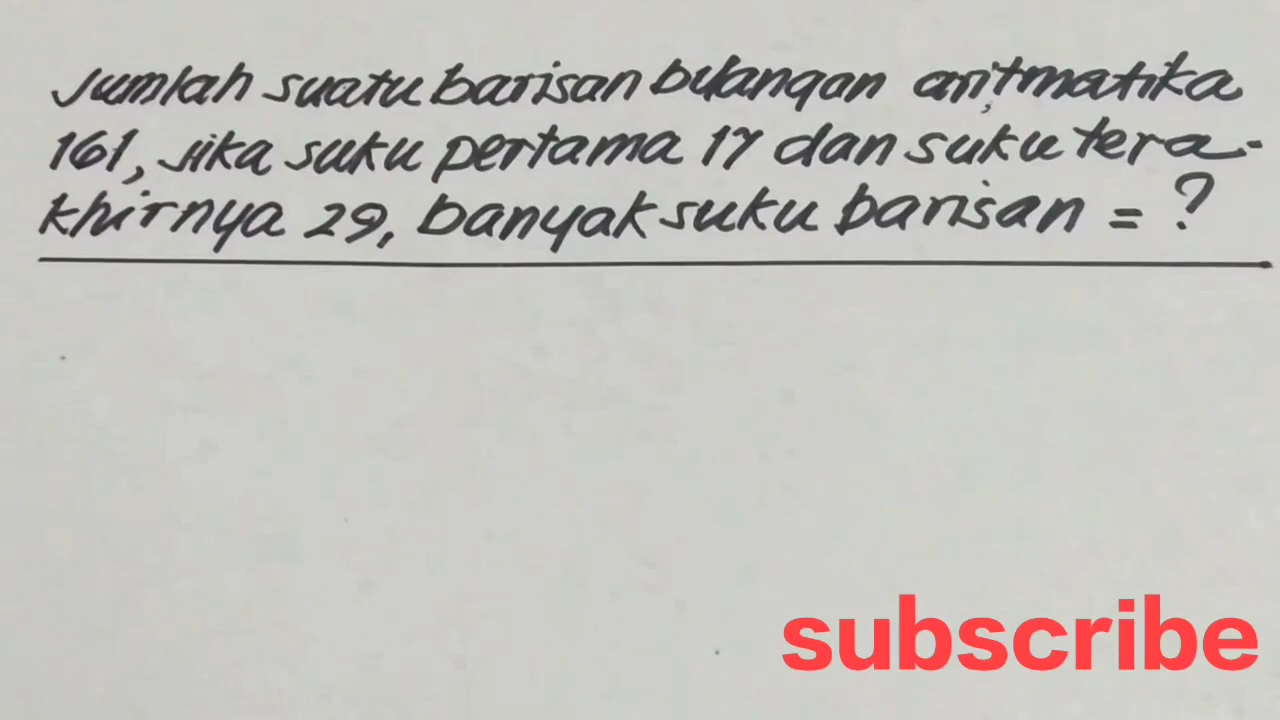 Jumlah suatu barisan bilangan aritmatika
161, jika suku pertama 17 dan suku tera-
khirnya 29, banyak suku barisan = ?
subscribe